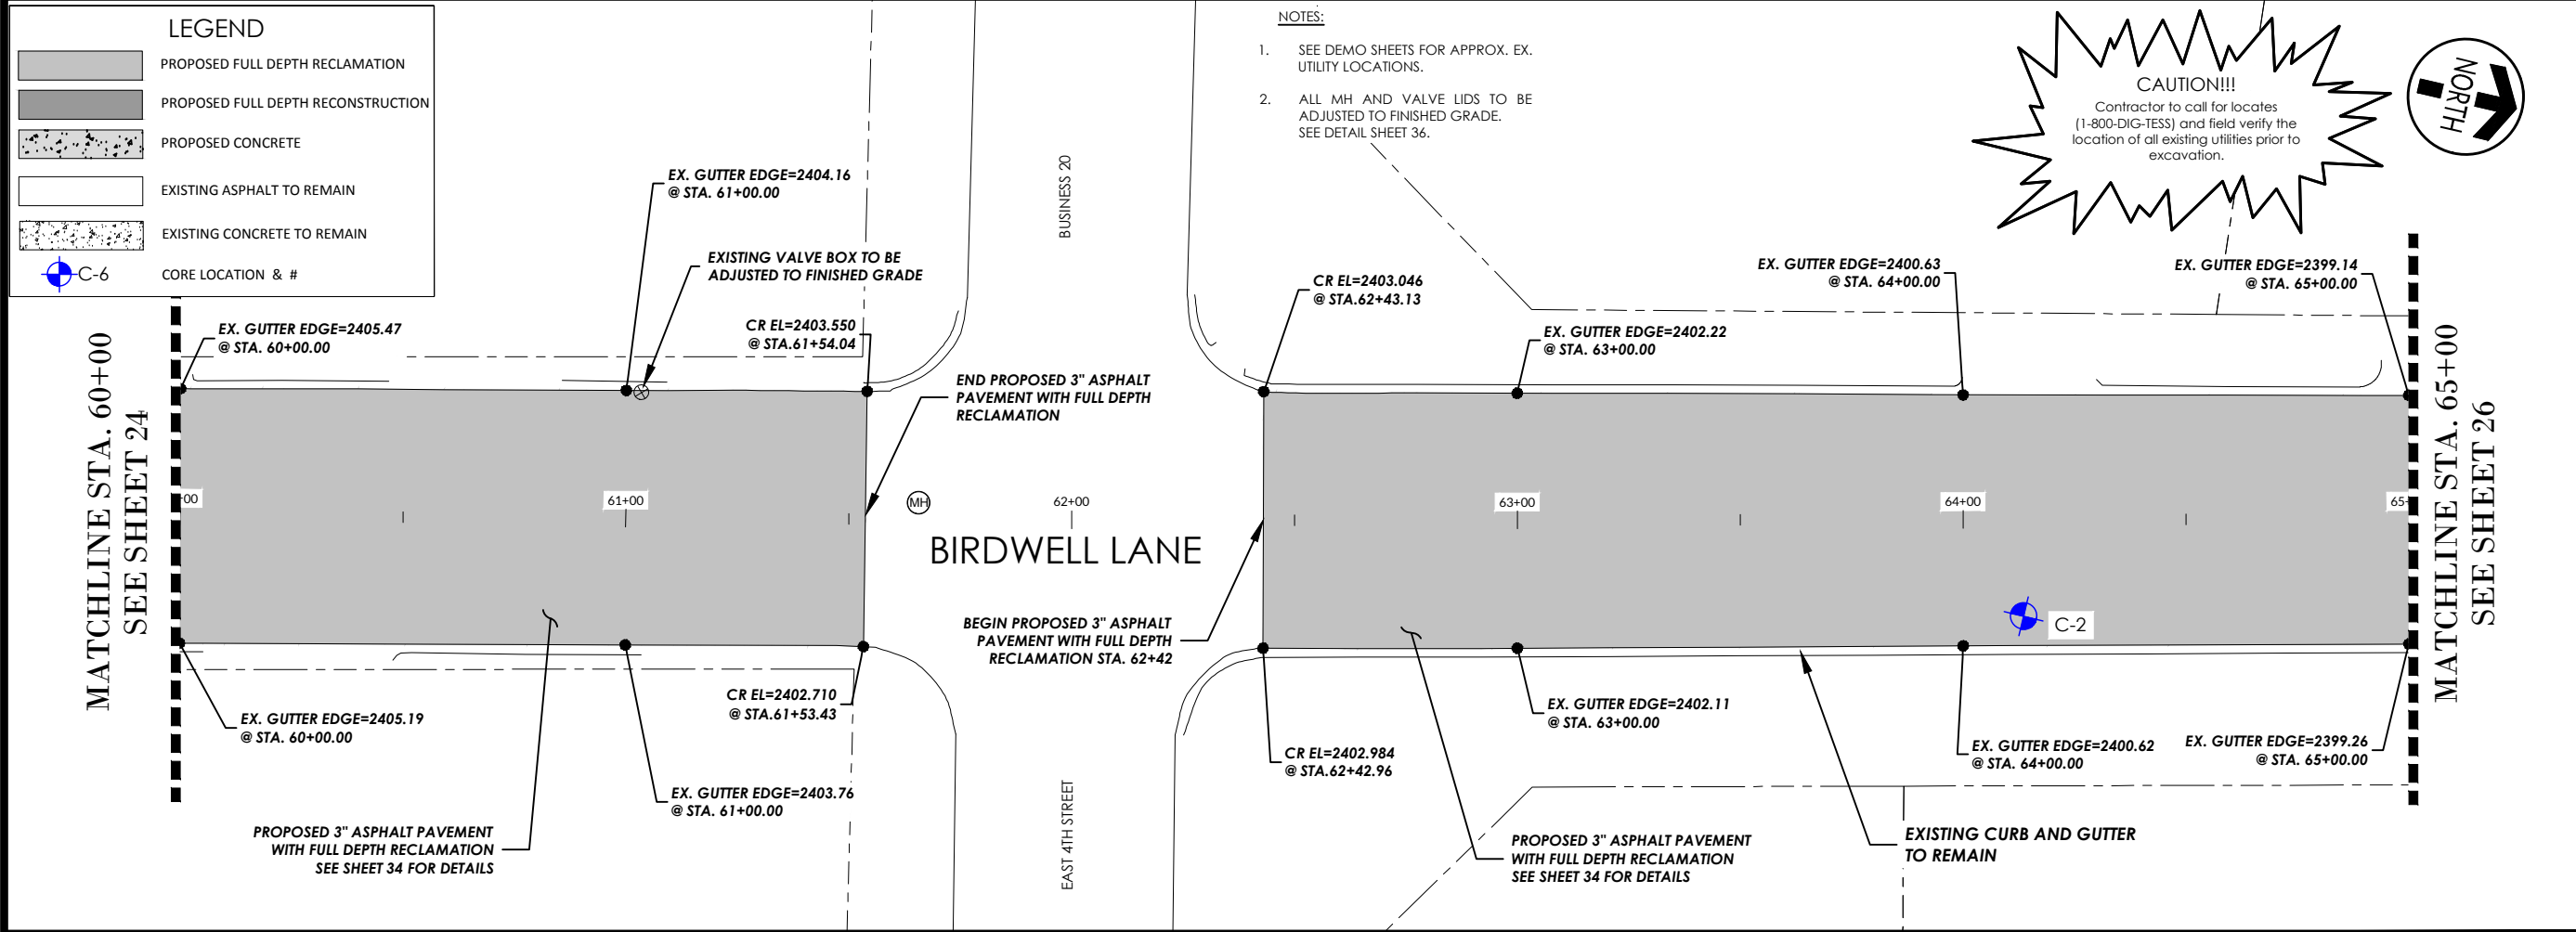 LEGEND
PROPOSED FULL DEPTH RECLAMATION
PROPOSED FULL DEPTH RECONSTRUCTION
PROPOSED CONCRETE
EXISTING ASPHALT TO REMAIN
EXISTING CONCRETE TO REMAIN
C-6
CORE LOCATION & #
NOTES:
1. SEE DEMO SHEETS FOR APPROX. EX.
UTILITY LOCATIONS.
2. ALL MH AND VALVE LIDS TO BE
ADJUSTED TO FINISHED GRADE.
SEE DETAIL SHEET 36.
CAUTION!!!
Contractor to call for locates
(1-800-DIG-TESS) and field verify the
location of all existing utilities prior to
excavation.
NORTH
BUSINESS 20
EX. GUTTER EDGE=2404.16
@ STA. 61+00.00
EXISTING VALVE BOX TO BE
ADJUSTED TO FINISHED GRADE
EX. GUTTER EDGE=2405.47
@ STA. 60+00.00
CR EL=2403.550
@ STA.61+54.04
CR EL=2403.046
@ STA.62+43.13
EX. GUTTER EDGE=2402.22
@ STA. 63+00.00
EX. GUTTER EDGE=2400.63
@ STA. 64+00.00
EX. GUTTER EDGE=2399.14
@ STA. 65+00.00
END PROPOSED 3" ASPHALT
PAVEMENT WITH FULL DEPTH
RECLAMATION
MATCHLINE STA. 60+00
SEE SHEET 24
+00
61+00
MH
62+00
63+00
64+00
65+
BIRDWELL LANE
MATCHLINE STA. 65+00
SEE SHEET 26
C-2
BEGIN PROPOSED 3" ASPHALT
PAVEMENT WITH FULL DEPTH
RECLAMATION STA. 62+42
EX. GUTTER EDGE=2405.19
@ STA. 60+00.00
CR EL=2402.710
@ STA.61+53.43
EX. GUTTER EDGE=2403.76
@ STA. 61+00.00
PROPOSED 3" ASPHALT PAVEMENT
WITH FULL DEPTH RECLAMATION
SEE SHEET 34 FOR DETAILS
EAST 4TH STREET
CR EL=2402.984
@ STA.62+42.96
EX. GUTTER EDGE=2402.11
@ STA. 63+00.00
EX. GUTTER EDGE=2400.62
@ STA. 64+00.00
EX. GUTTER EDGE=2399.26
@ STA. 65+00.00
PROPOSED 3" ASPHALT PAVEMENT
WITH FULL DEPTH RECLAMATION
SEE SHEET 34 FOR DETAILS
EXISTING CURB AND GUTTER
TO REMAIN